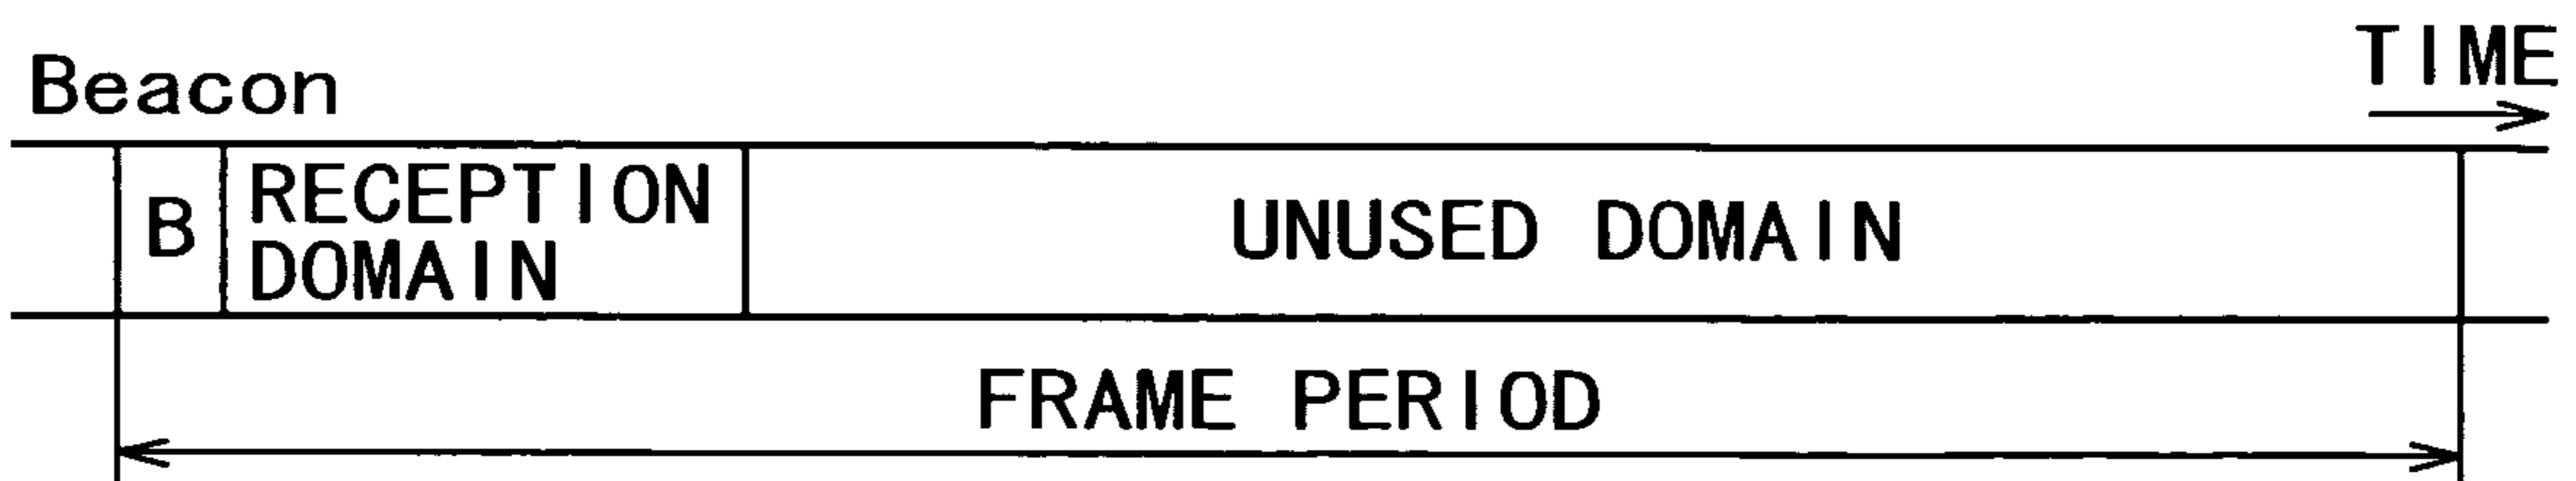 TIME
Beacon
B
RECEPTION
DOMAIN
UNUSED DOMAIN
FRAME PERIOD